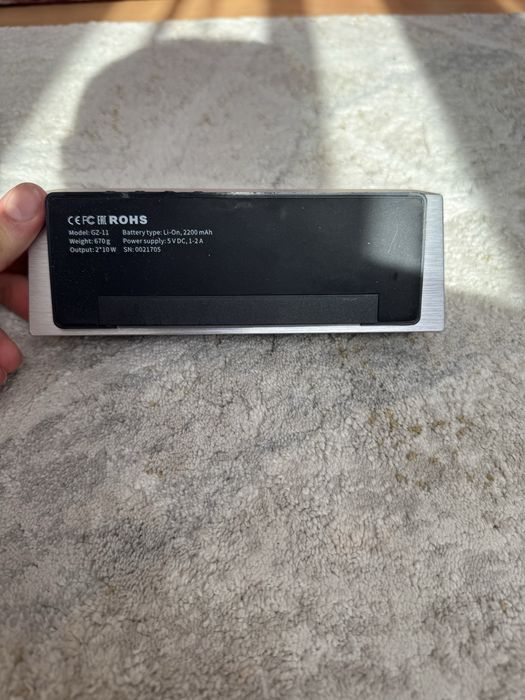 CE FC EAC ROHS
Model: GZ-11 Battery type: Li-On, 2200 mAh
Weight: 670 g Power supply: 5 V DC, 1-2 A
Output: 2*10 W SN: 0021705